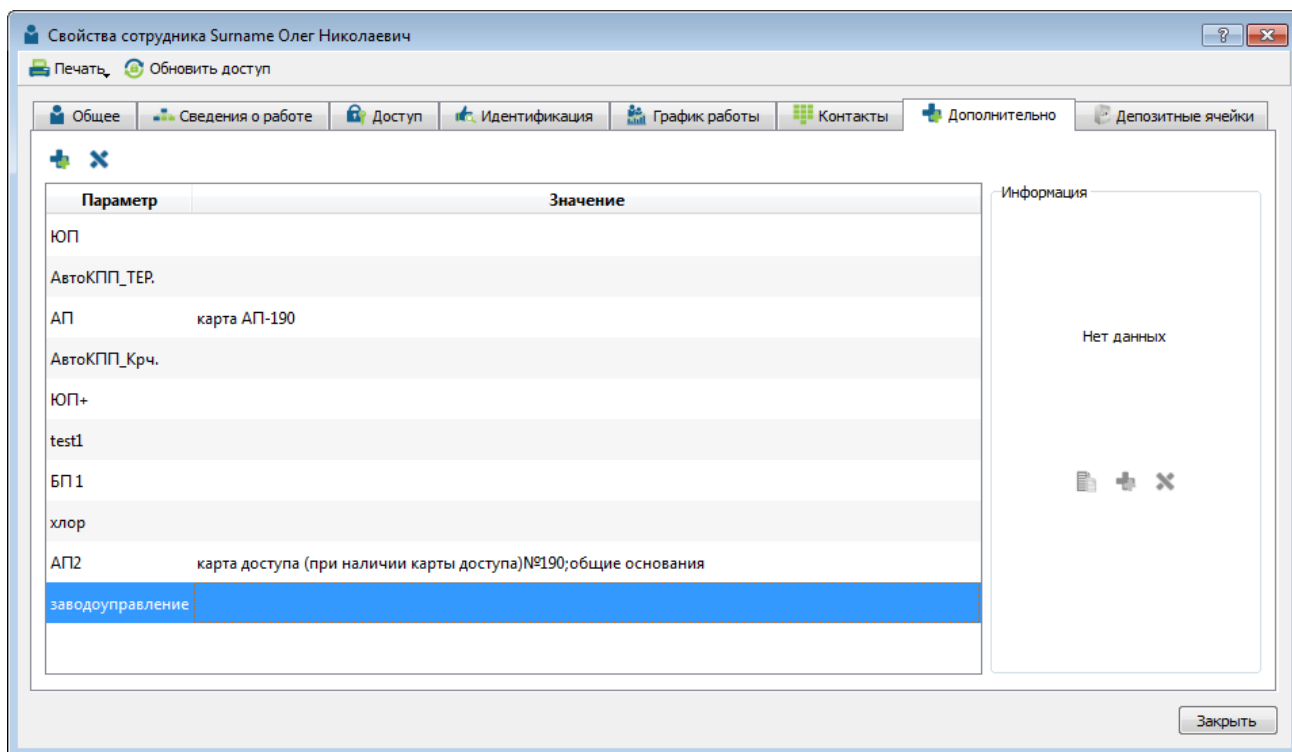 Свойства сотрудника Surname Олег Николаевич
Печать Обновить доступ
Общее Сведения о работе Доступ Идентификация График работы Контакты Дополнительно Депозитные ячейки
Параметр Значение
Информация
ЮП
АвтоКПП_ТЕР.
АП карта АП-190
Нет данных
АвтоКПП_Крч.
ЮП+
test1
БП 1
хлор
АП2 карта доступа (при наличии карты доступа)№190;общие основания
заводоуправление
Закрыть